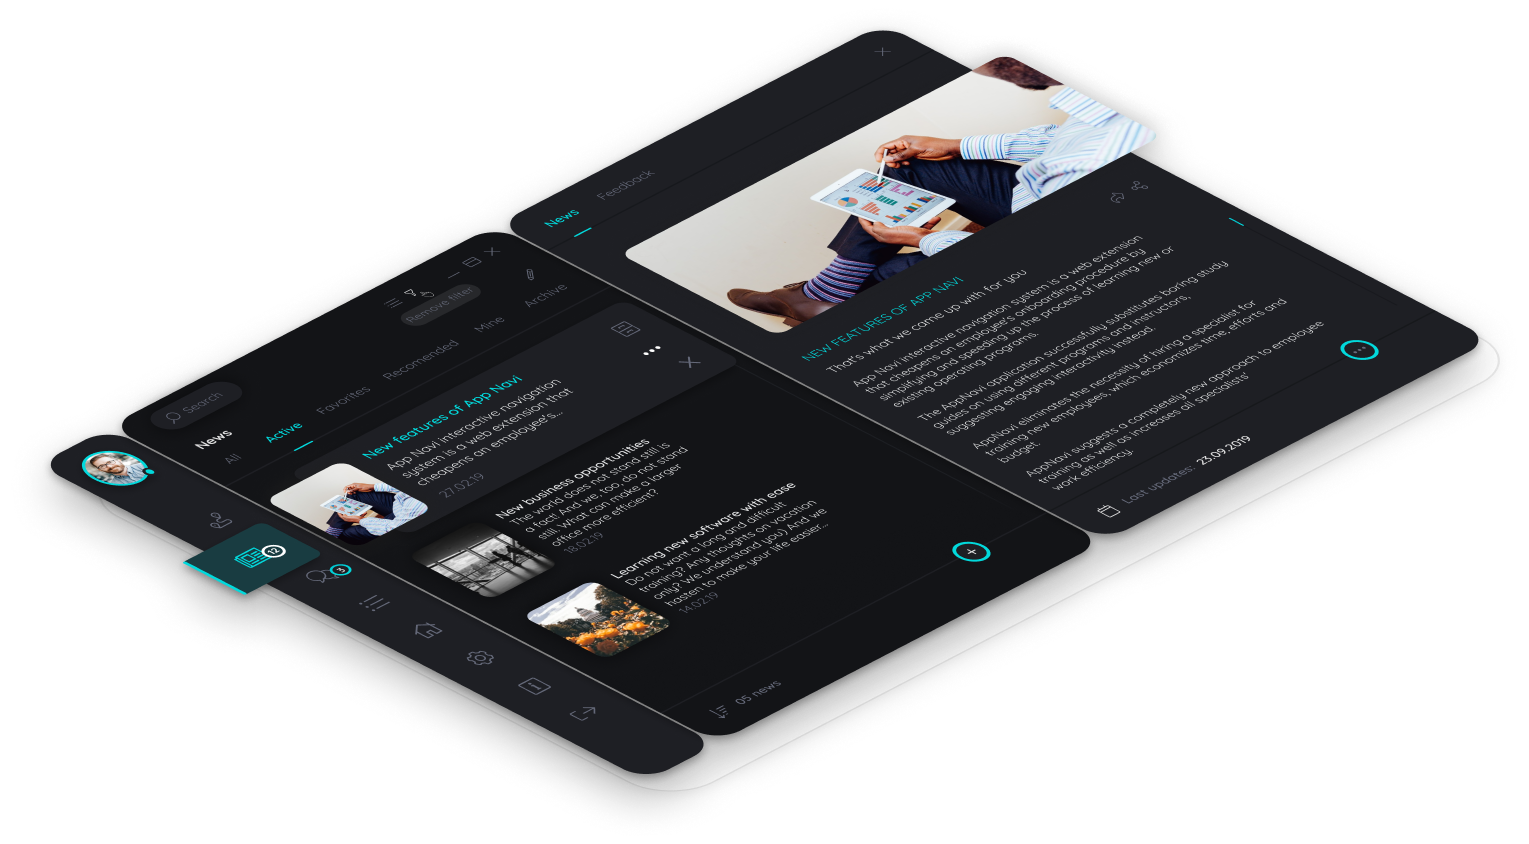 12
3
Search
News
Remove filter
All
Active
Favorites
Recomended
Mine
Archive
New features of App Navi
App Navi interactive navigation
system is a web extension that
cheapens an employee's...
27.02.19
New business opportunities
The world does not stand still is
a fact! And we, too, do not stand
still. What can make a larger
office more efficient?
18.02.19
Learning new software with ease
Do not want a long and difficult
training? Any thoughts on vacation
only? We understand you) And we
hasten to make your life easier...
14.02.19
05 news
News
Feedback
NEW FEATURES OF APP NAVI
That's what we came up with for you
App Navi interactive navigation system is a web extension
that cheapens an employee's onboarding procedure by
simplifying and speeding up the process of learning new or
existing operating programs.
The AppNavi application successfully substitutes boring study
guides on using different programs and instructors,
suggesting engaging interactivity instead.
AppNavi eliminates the necessity of hiring a specialist for
training new employees, which economizes time, efforts and
budget.
AppNavi suggests a completely new approach to employee
training as well as increases all specialists'
work efficiency.
Last updates: 23.09.2019